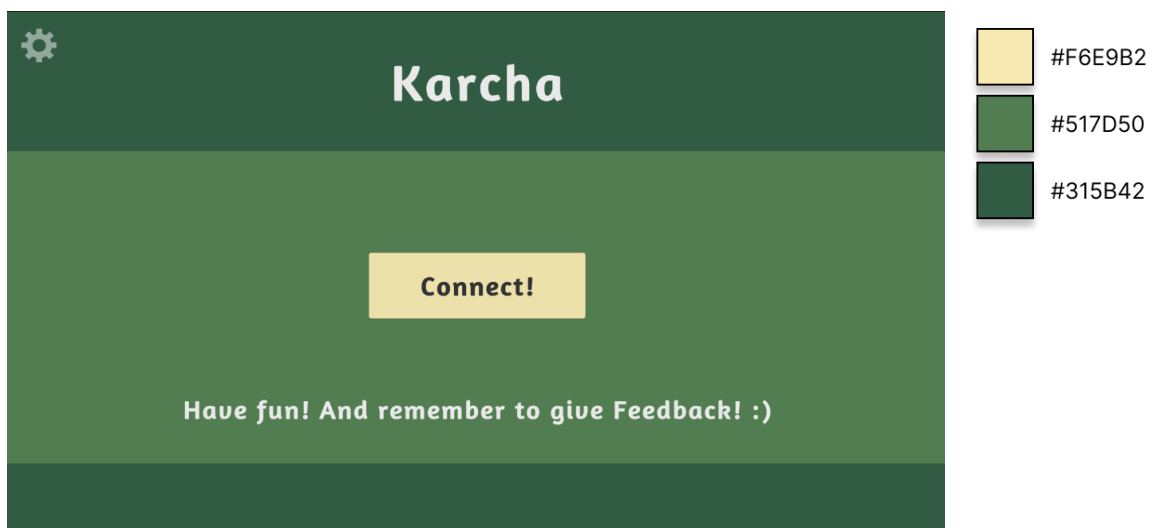 Karcha
#F6E9B2
#517D50
#315B42
Connect!
Have fun! And remember to give Feedback! :)